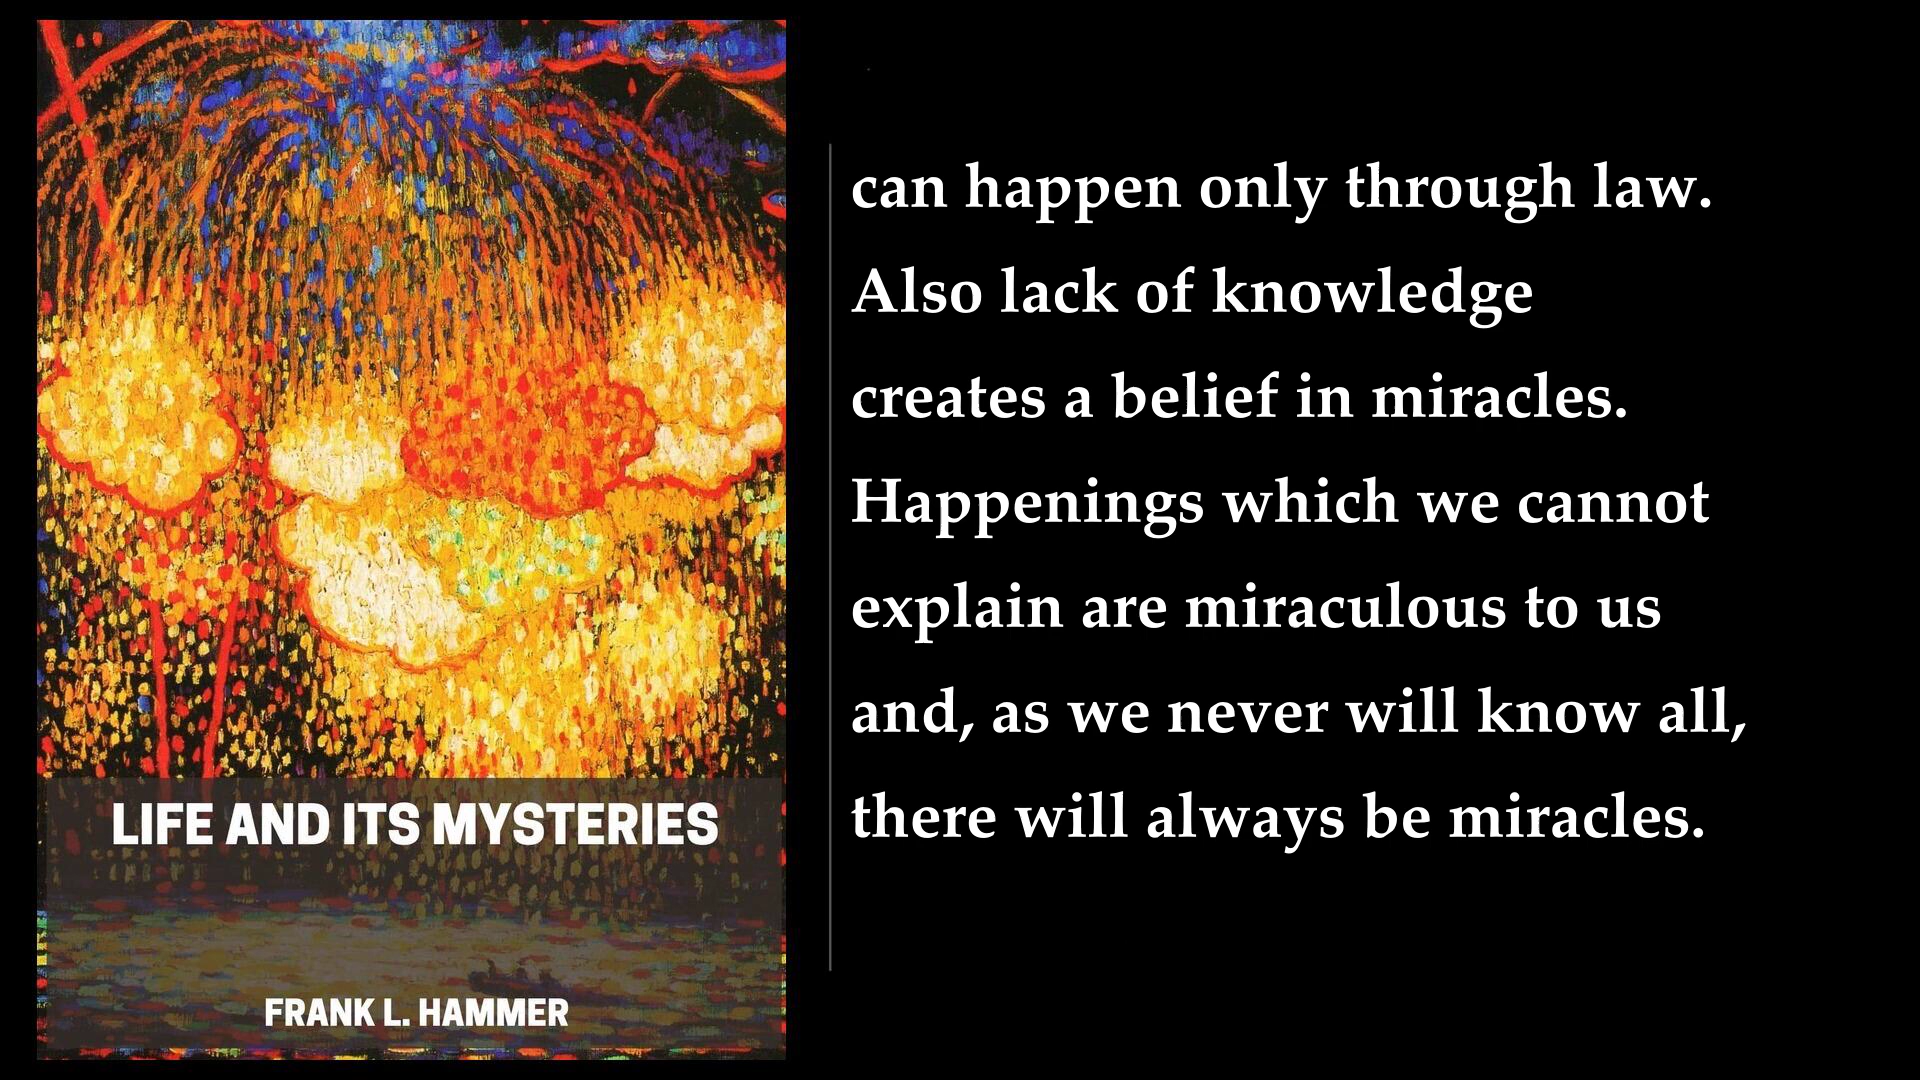 LIFE AND ITS MYSTERIES
FRANK L. HAMMER
can happen only through law.
Also lack of knowledge
creates a belief in miracles.
Happenings which we cannot
explain are miraculous to us
and, as we never will know all,
there will always be miracles.